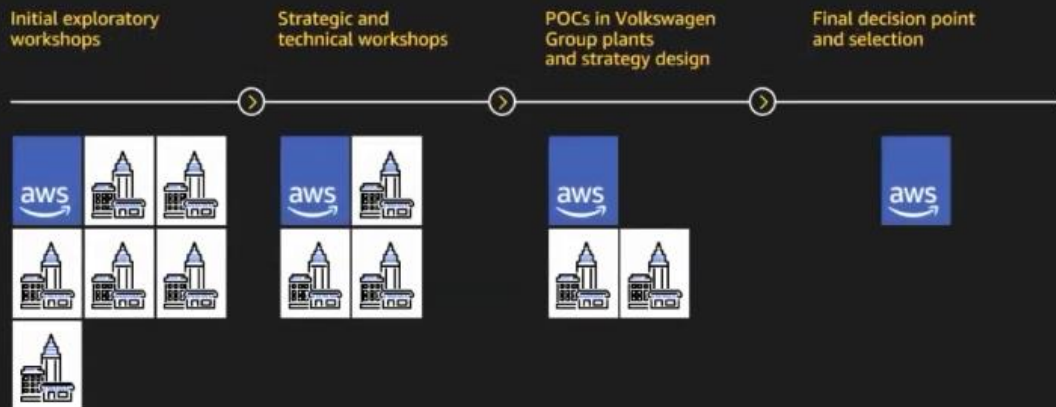 Initial exploratory
workshops
Strategic and
technical workshops
POCs in Volkswagen
Group plants
and strategy design
Final decision point
and selection
aws
aws
aws
aws